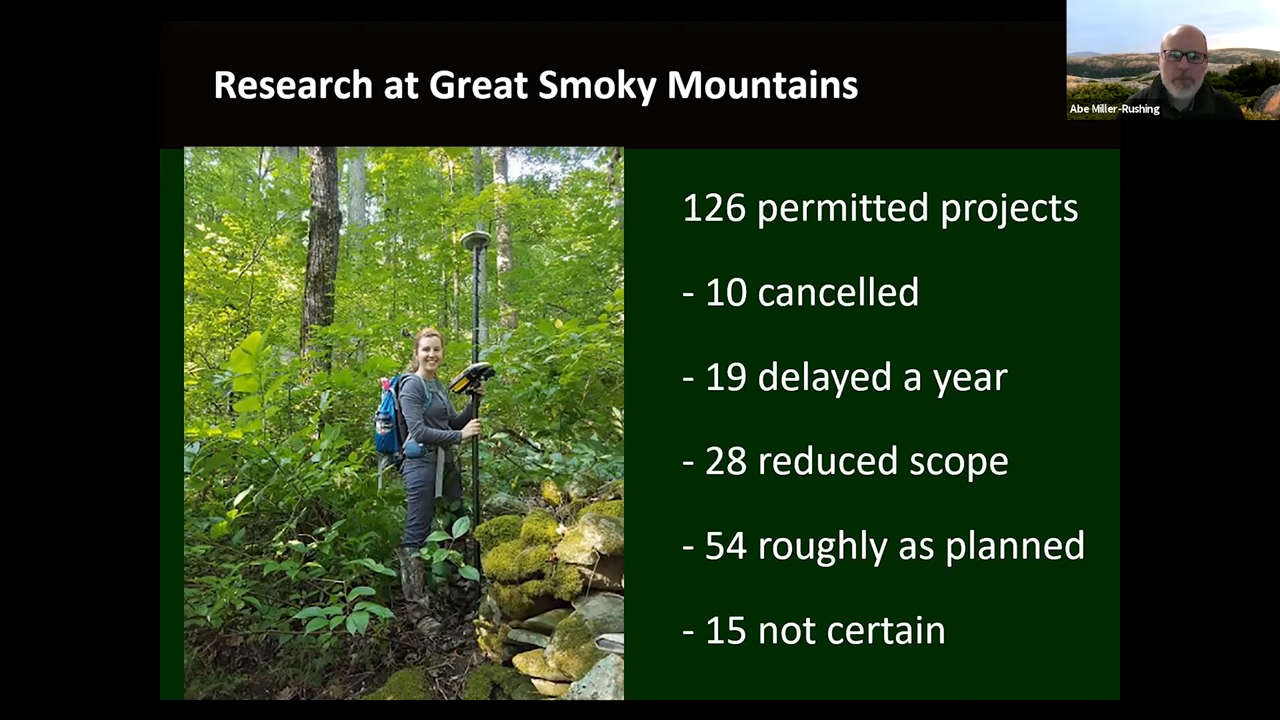 Research at Great Smoky Mountains
Abe Miller-Rushing
126 permitted projects
- 10 cancelled
- 19 delayed a year
- 28 reduced scope
- 54 roughly as planned
- 15 not certain